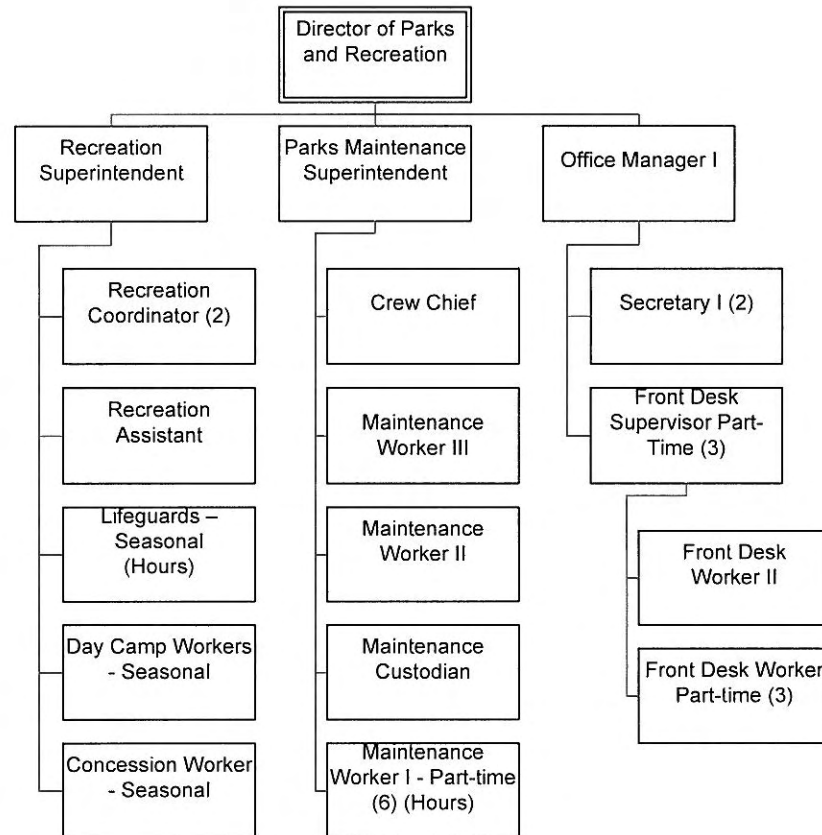 Director of Parks
and Recreation
Recreation
Superintendent
Parks Maintenance
Superintendent
Office Manager I
Recreation
Coordinator (2)
Recreation
Assistant
Lifeguards –
Seasonal
(Hours)
Day Camp Workers
- Seasonal
Concession Worker
- Seasonal
Crew Chief
Maintenance
Worker III
Maintenance
Worker II
Maintenance
Custodian
Maintenance
Worker I - Part-time
(6) (Hours)
Secretary I (2)
Front Desk
Supervisor Part-
Time (3)
Front Desk
Worker II
Front Desk Worker
Part-time (3)